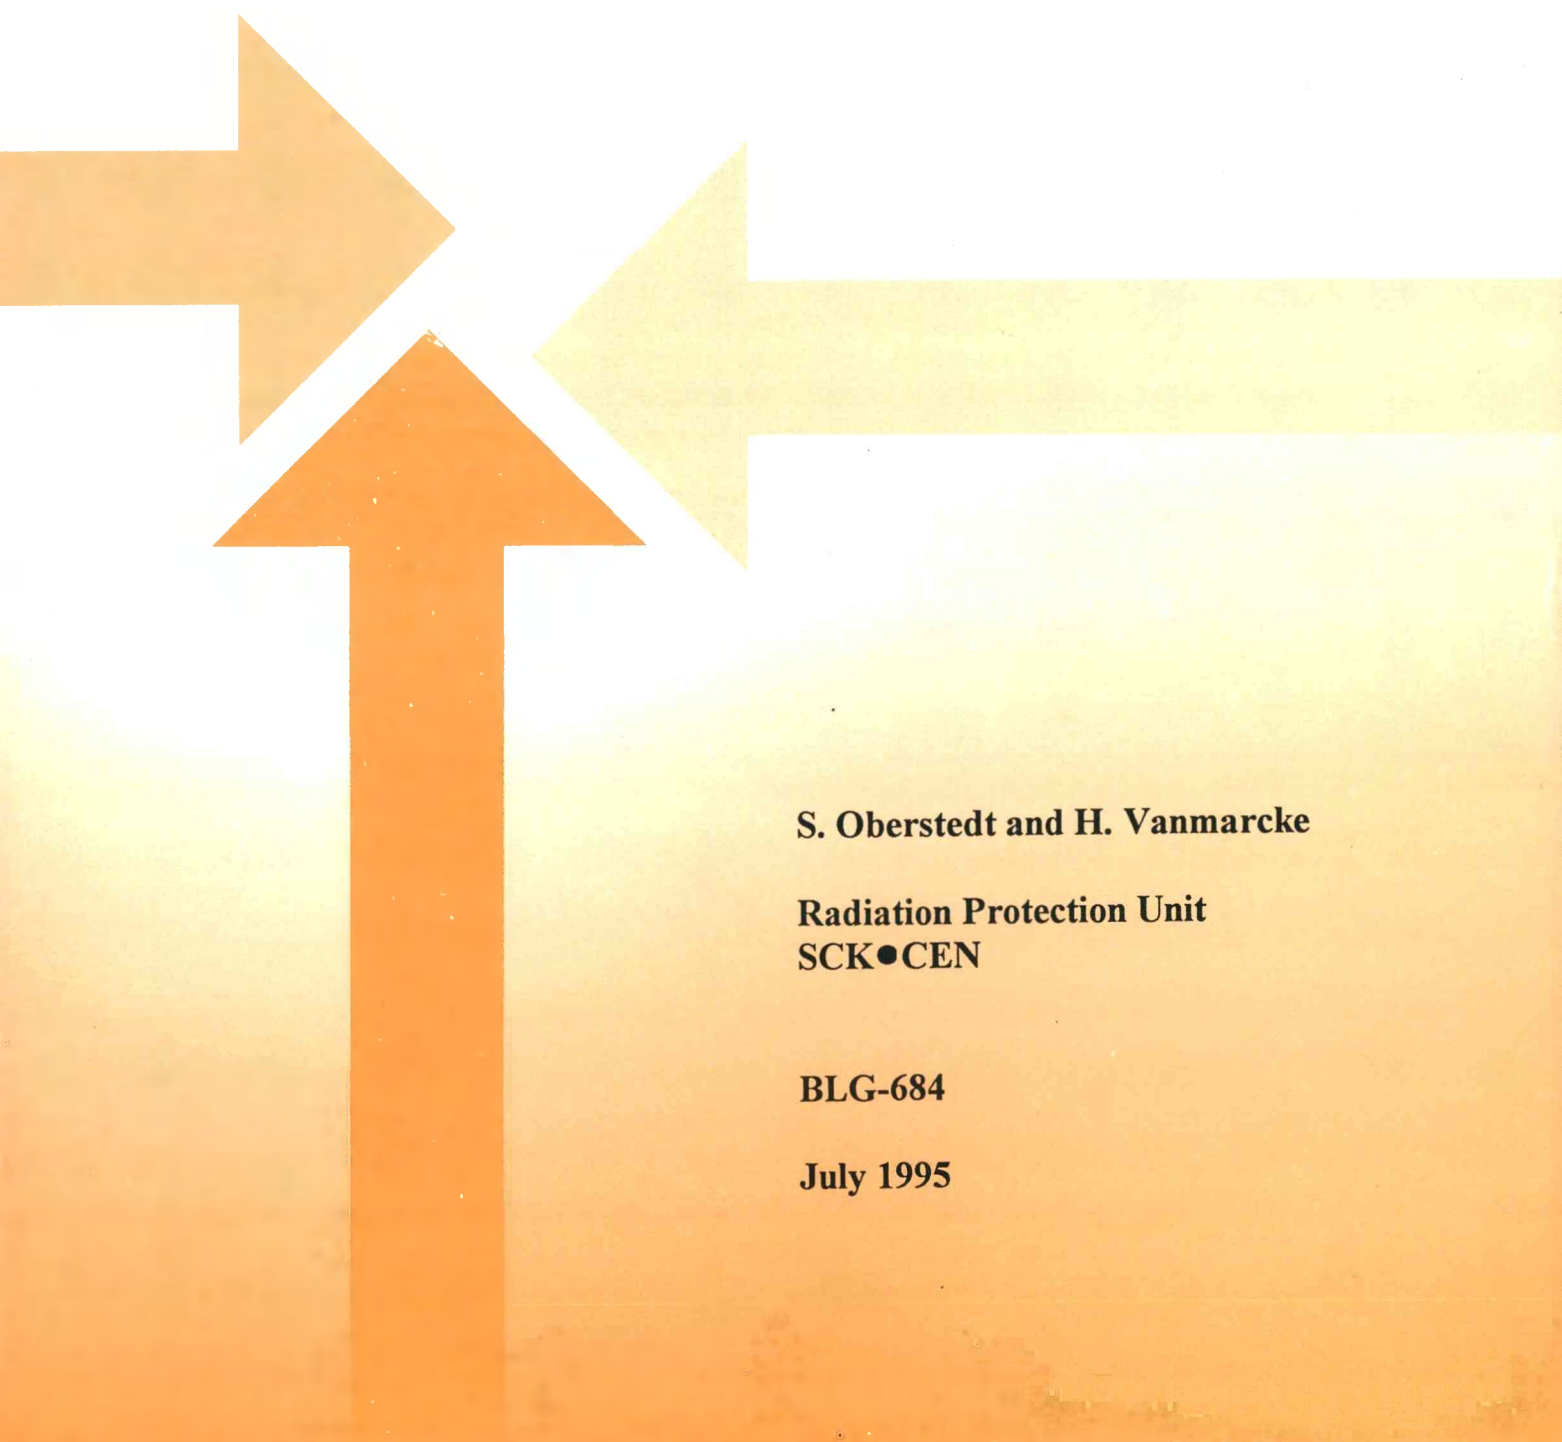 S. Oberstedt and H. Vanmarcke
Radiation Protection Unit
SCK●CEN
BLG-684
July 1995